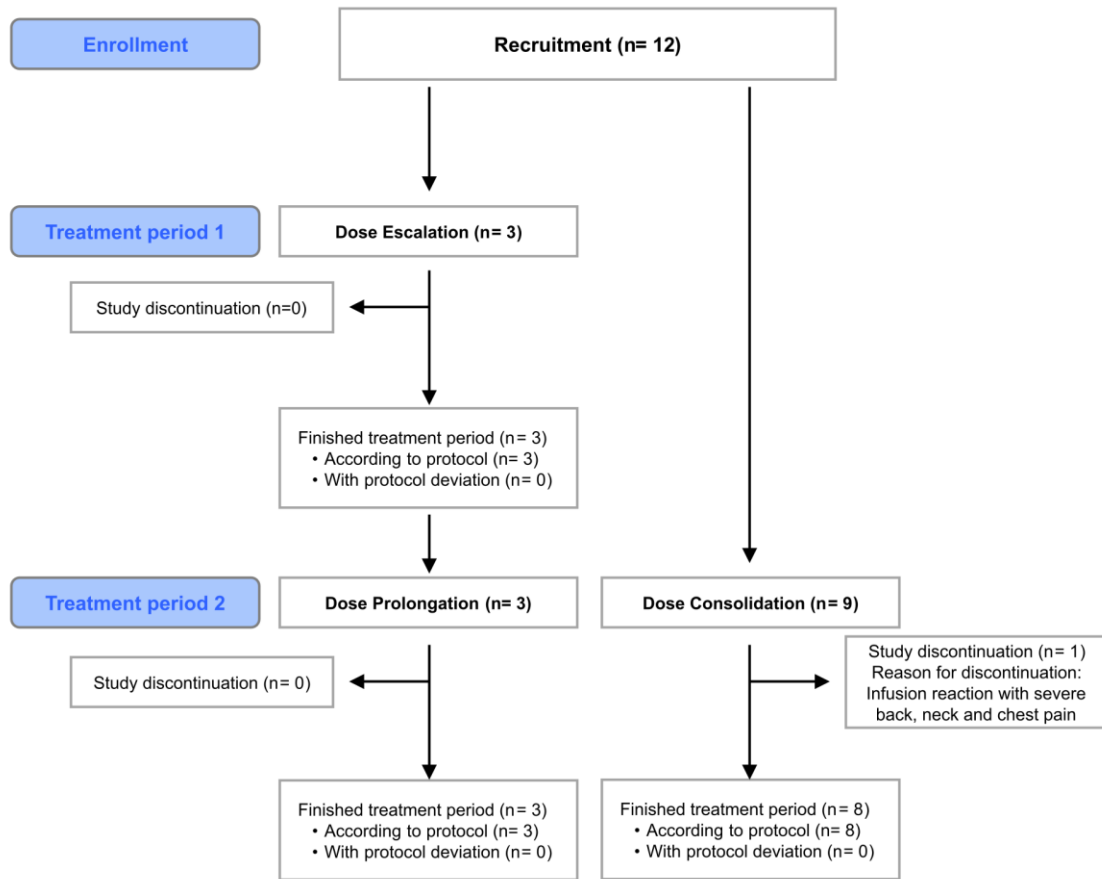 Enrollment
Recruitment (n= 12)
Treatment period 1
Dose Escalation (n= 3)
Study discontinuation (n=0)
Finished treatment period (n= 3)
• According to protocol (n= 3)
• With protocol deviation (n= 0)
Treatment period 2
Dose Prolongation (n= 3)
Dose Consolidation (n= 9)
Study discontinuation (n= 0)
Study discontinuation (n= 1)
Reason for discontinuation:
Infusion reaction with severe
back, neck and chest pain
Finished treatment period (n= 3)
• According to protocol (n= 3)
• With protocol deviation (n= 0)
Finished treatment period (n= 8)
• According to protocol (n= 8)
• With protocol deviation (n= 0)